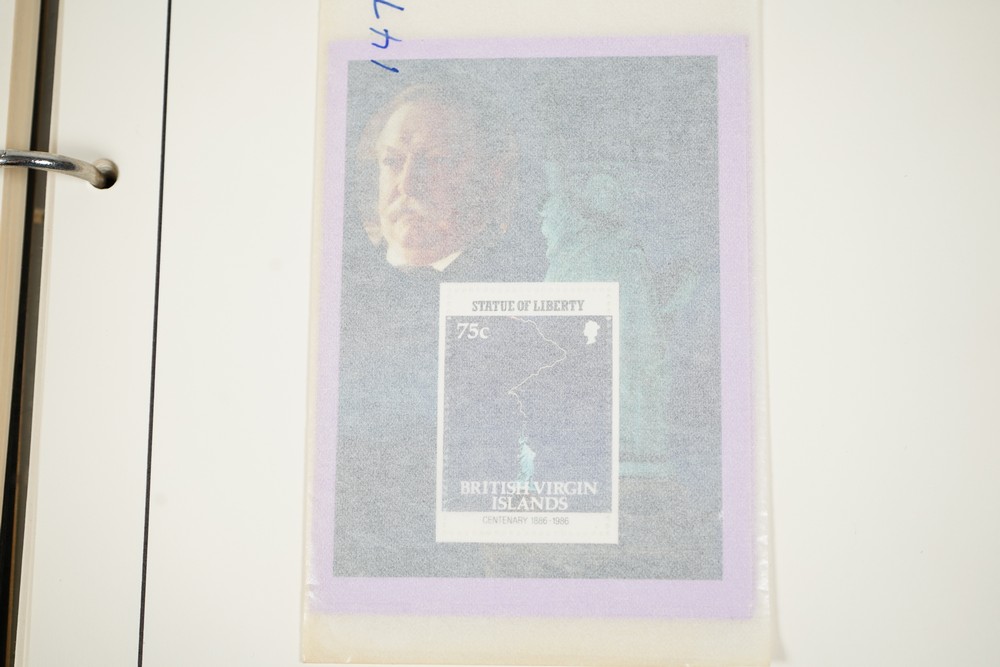 147
STATUE OF LIBERTY
75c
BRITISH VIRGIN
ISLANDS
CENTENARY 1886-1986